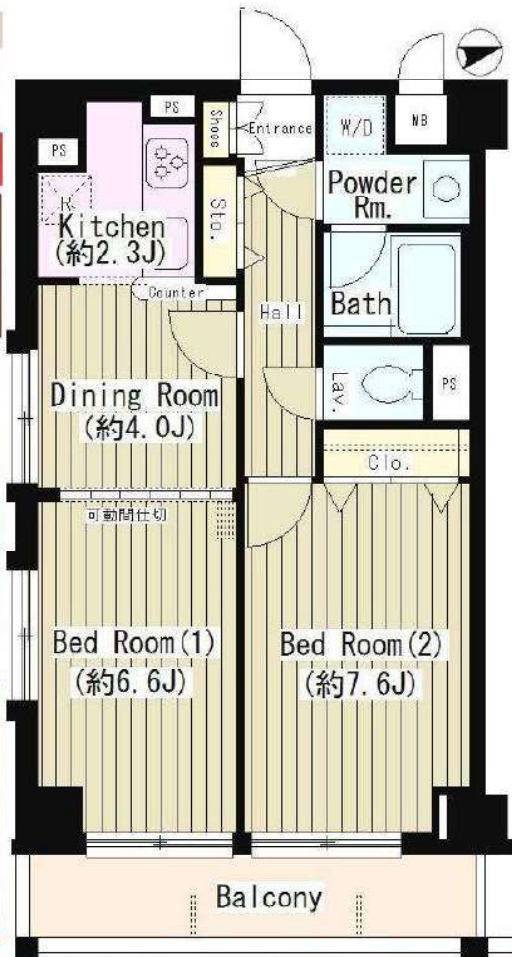 PS
PS
Shoes
Entrance
W/D
MB
R
Kitchen
(約2.3J)
Sto.
Powder
Rm.
Counter
Hall
Bath
Dining Room
(約4.0J)
Lav.
PS
Clo.
可動間仕切
Bed Room(1)
(約6.6J)
Bed Room(2)
(約7.6J)
Balcony